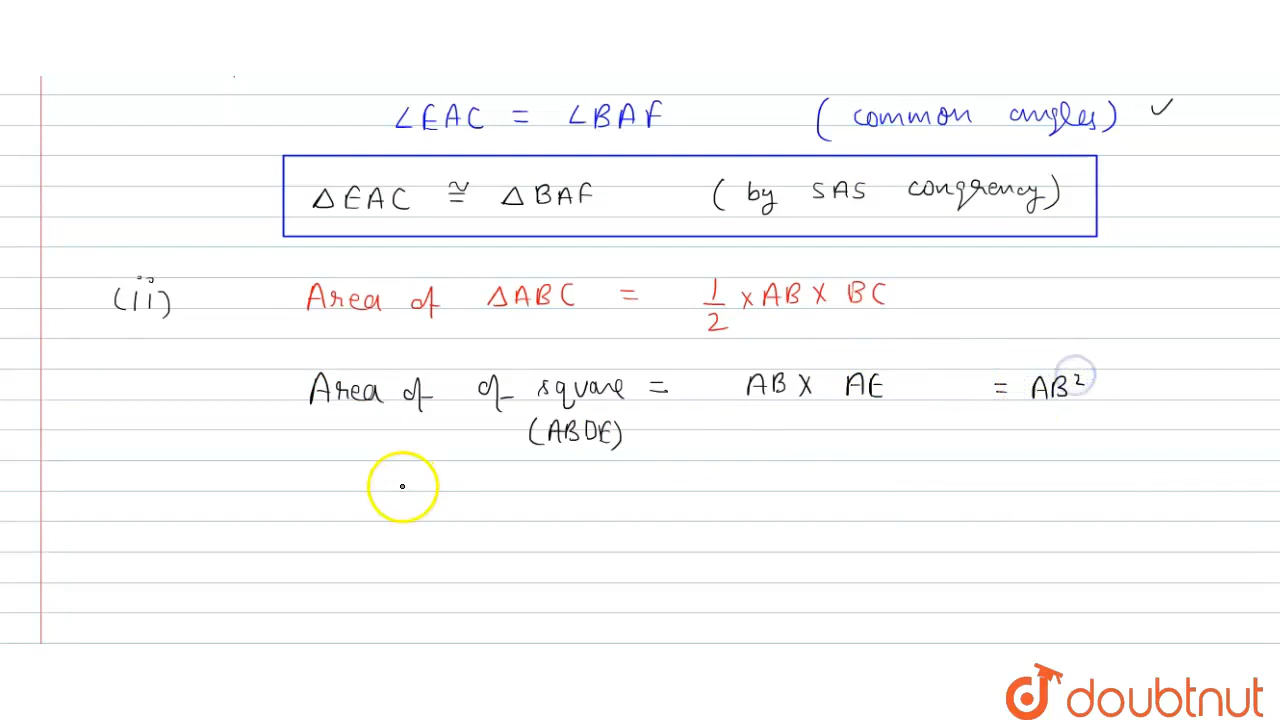 ∠EAC = ∠BAF (common angles) ✓
△EAC ≅ △BAF (by SAS congrency)
(ii) Area of △ABC = 1/2 × AB × BC
Area of of square = AB × AE = AB²
(ABDE)
doubtnut